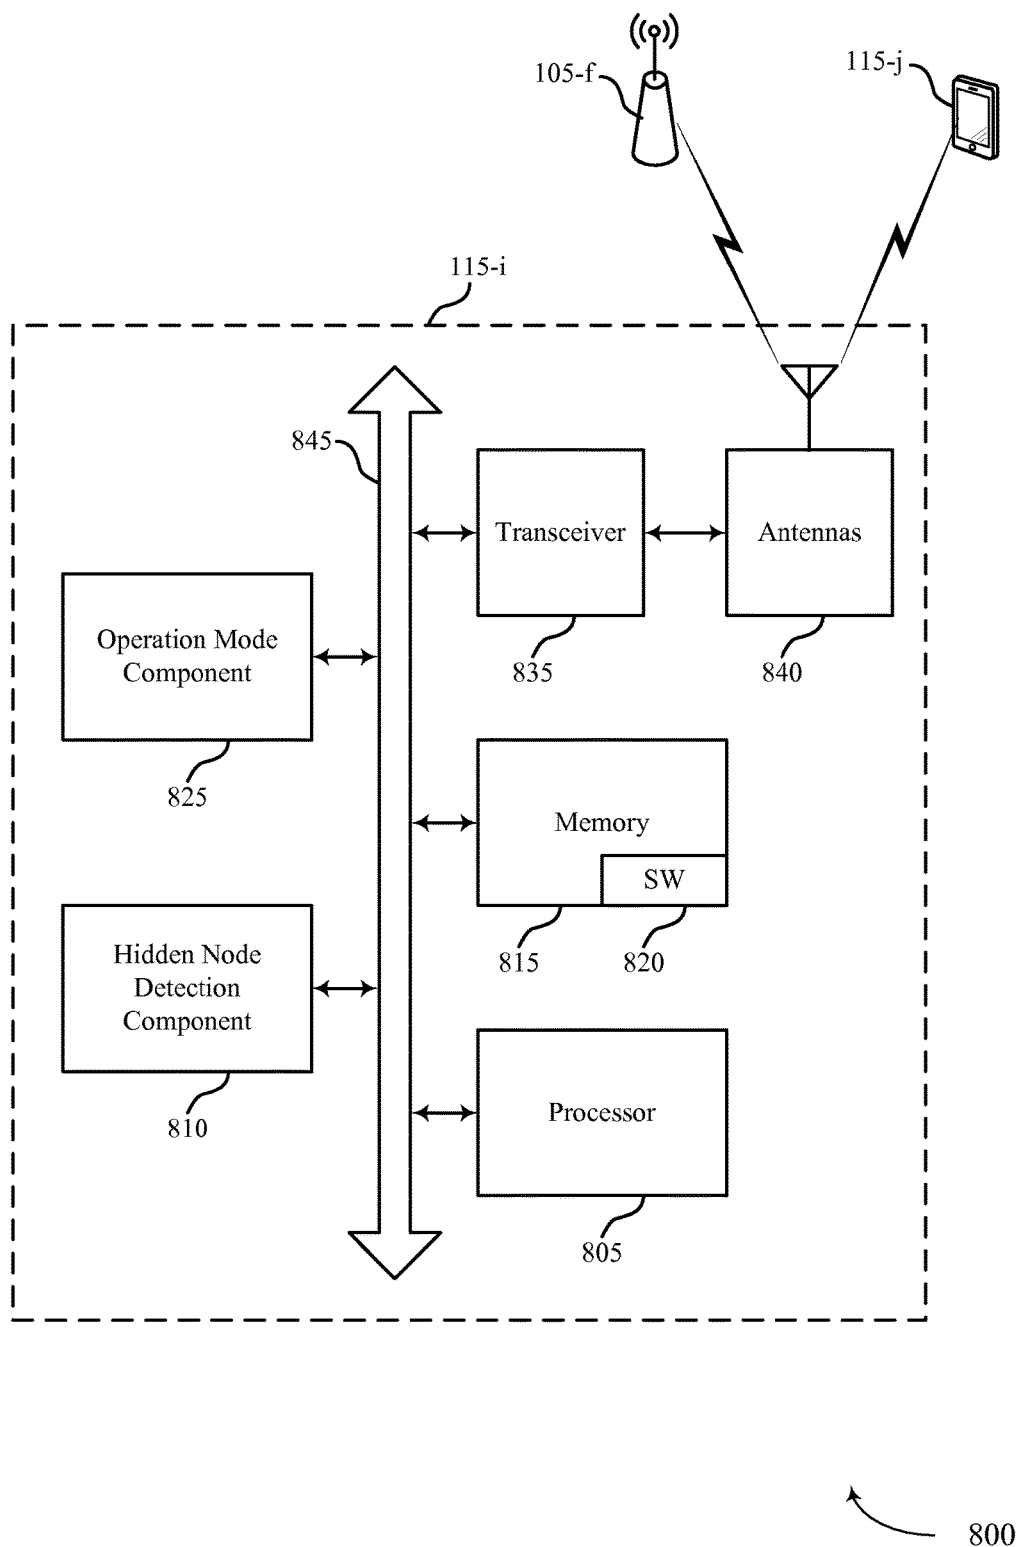 105-f
115-j
115-i
845
Transceiver
Antennas
835
840
Operation Mode
Component
825
Memory
SW
815
820
Hidden Node
Detection
Component
810
Processor
805
800